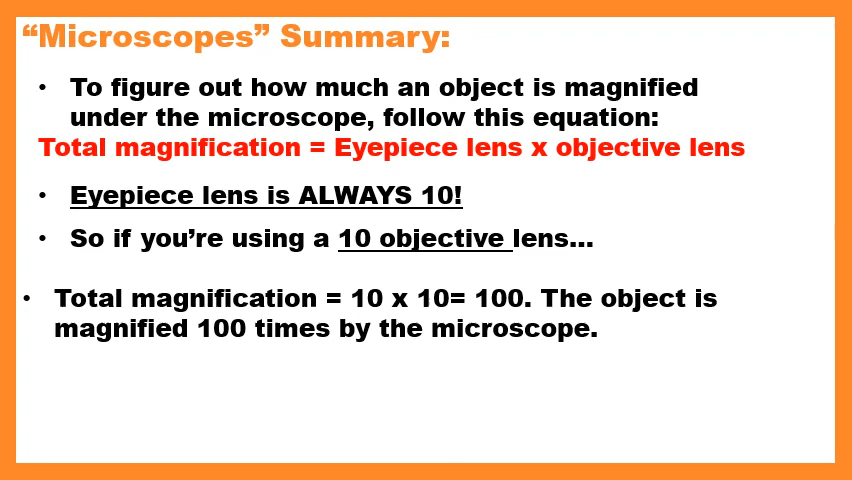 “Microscopes” Summary:
• To figure out how much an object is magnified
under the microscope, follow this equation:
Total magnification = Eyepiece lens x objective lens
• Eyepiece lens is ALWAYS 10!
• So if you’re using a 10 objective lens…
• Total magnification = 10 x 10= 100. The object is
magnified 100 times by the microscope.